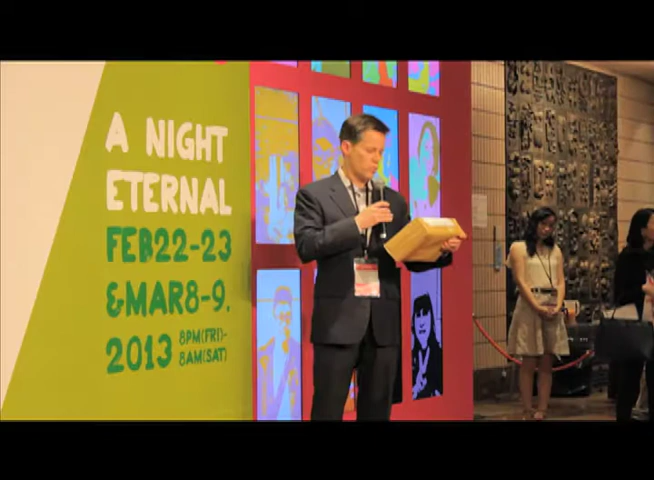 A NIGHT
ETERNAL
FEB22-23
&MAR8-9.
2013 8PM(FRI)-
8AM(SAT)